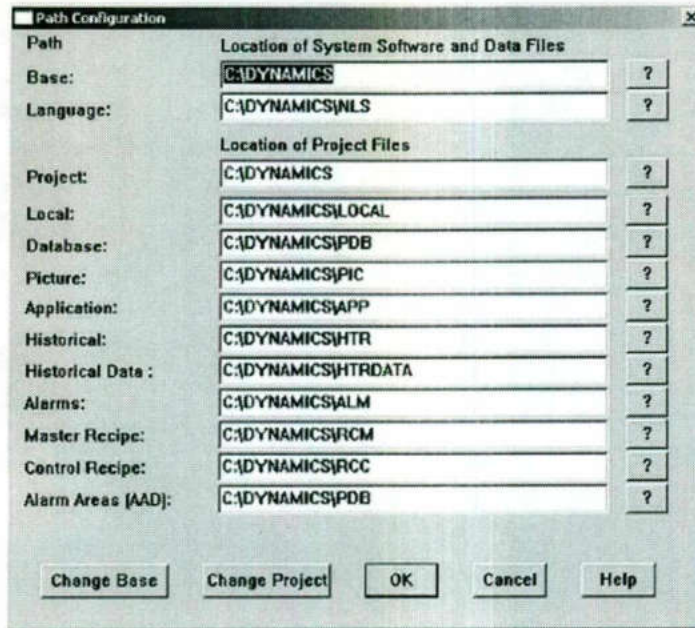 Path Configuration
Path Location of System Software and Data Files
Base: C:\DYNAMICS ?
Language: C:\DYNAMICS\NLS ?
Location of Project Files
Project: C:\DYNAMICS ?
Local: C:\DYNAMICS\LOCAL ?
Database: C:\DYNAMICS\PDB ?
Picture: C:\DYNAMICS\PIC ?
Application: C:\DYNAMICS\APP ?
Historical: C:\DYNAMICS\HTR ?
Historical Data : C:\DYNAMICS\HTRDATA ?
Alarms: C:\DYNAMICS\ALM ?
Master Recipe: C:\DYNAMICS\RCM ?
Control Recipe: C:\DYNAMICS\RCC ?
Alarm Areas (AAD): C:\DYNAMICS\PDB ?
Change Base Change Project OK Cancel Help